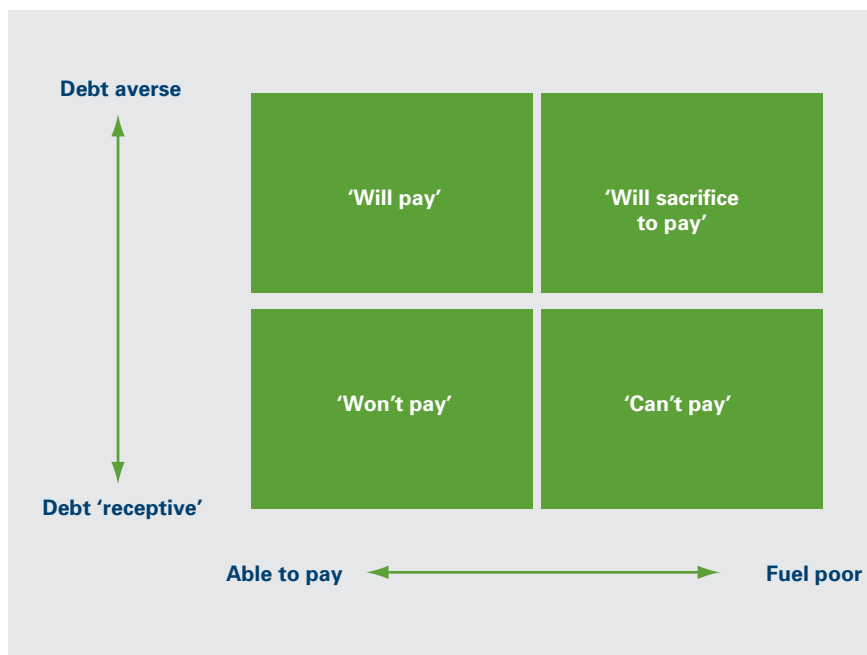 Debt averse
‘Will pay’
‘Will sacrifice
to pay’
‘Won’t pay’
‘Can’t pay’
Debt ‘receptive’
Able to pay
Fuel poor